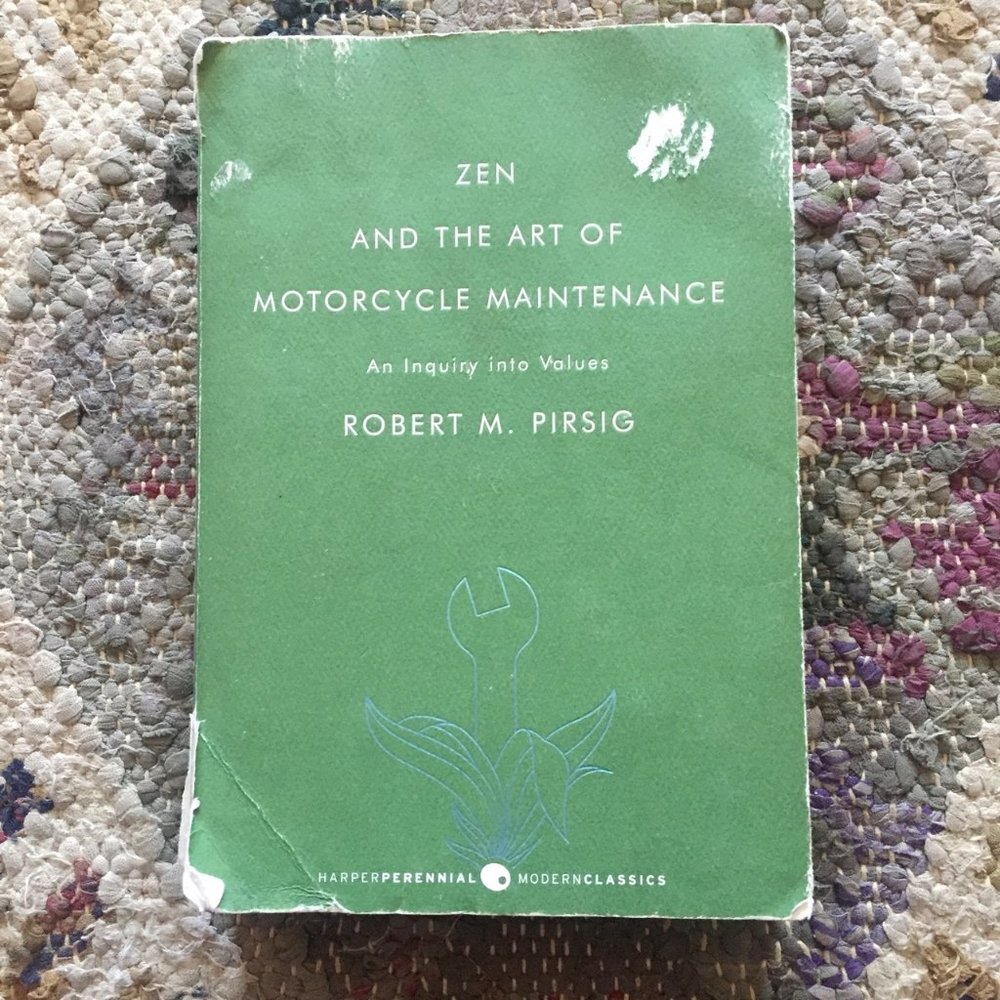 ZEN
AND THE ART OF
MOTORCYCLE MAINTENANCE
An Inquiry into Values
ROBERT M. PIRSIG
HARPERPERENNIAL MODERNCLASSICS